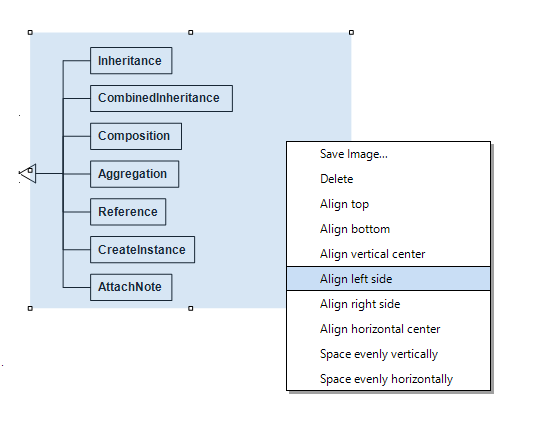 Inheritance
CombinedInheritance
Composition
Aggregation
Reference
CreateInstance
AttachNote
Save Image...
Delete
Align top
Align bottom
Align vertical center
Align left side
Align right side
Align horizontal center
Space evenly vertically
Space evenly horizontally